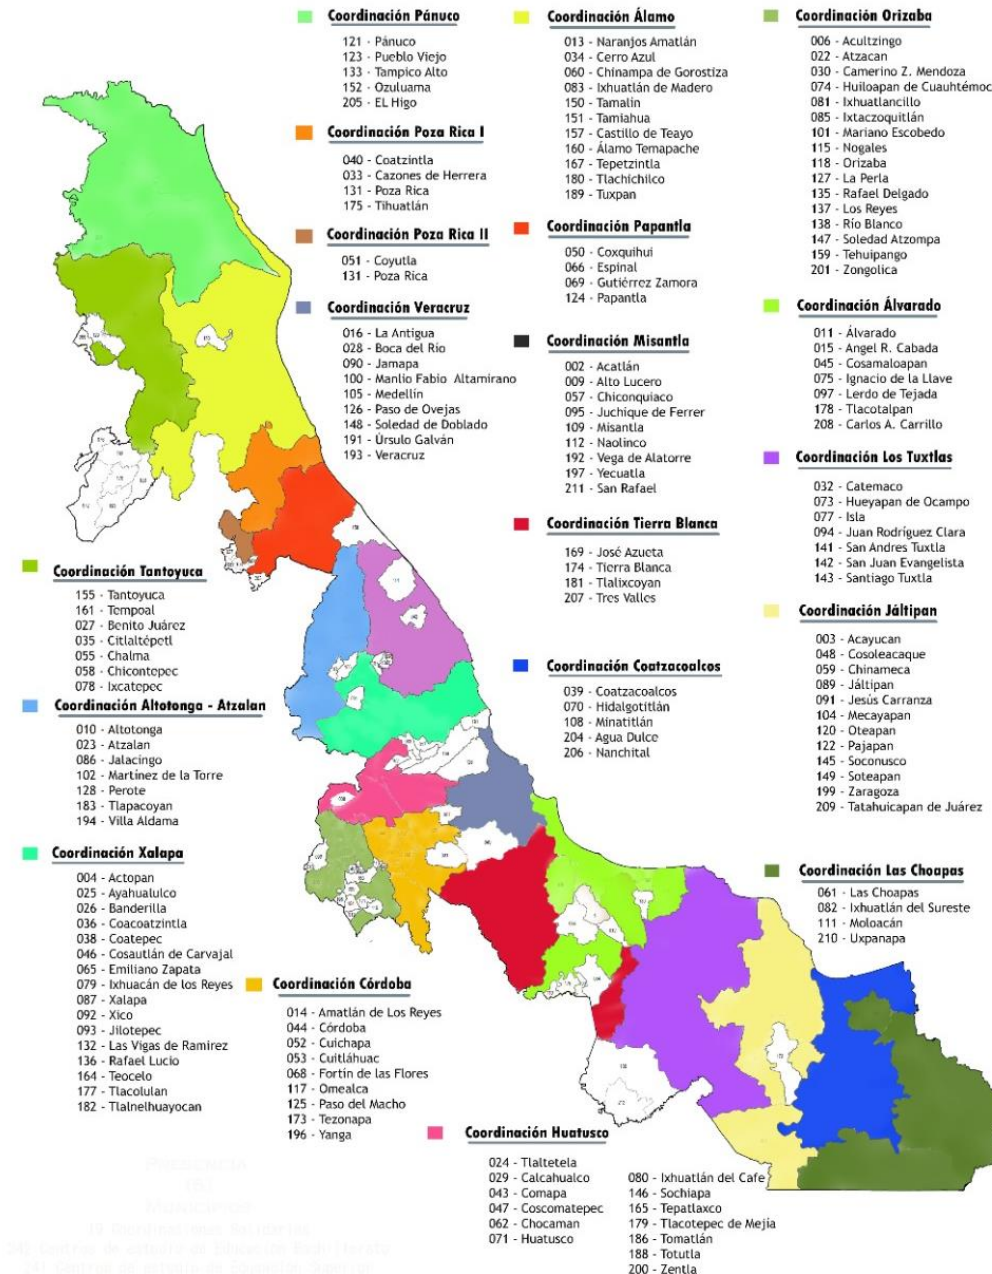 Coordinación Pánuco
121 - Pánuco
123 - Pueblo Viejo
133 - Tampico Alto
152 - Ozuluama
205 - EL Higo
Coordinación Poza Rica I
040 - Coatzintla
033 - Cazones de Herrera
131 - Poza Rica
175 - Tihuatlán
Coordinación Poza Rica II
051 - Coyutla
131 - Poza Rica
Coordinación Veracruz
016 - La Antigua
028 - Boca del Río
090 - Jamapa
100 - Manlio Fabio Altamirano
105 - Medellín
126 - Paso de Ovejas
148 - Soledad de Doblado
191 - Úrsulo Galván
193 - Veracruz
Coordinación Álamo
013 - Naranjos Amatlán
034 - Cerro Azul
060 - Chinampa de Gorostiza
083 - Ixhuatlán de Madero
150 - Tamalin
151 - Tamiahua
157 - Castillo de Teayo
160 - Álamo Temapache
167 - Tepetzintla
180 - Tlachichilco
189 - Tuxpan
Coordinación Papantla
050 - Coxquihui
066 - Espinal
069 - Gutiérrez Zamora
124 - Papantla
Coordinación Misantla
002 - Acatlán
009 - Alto Lucero
057 - Chiconquiaco
095 - Juchique de Ferrer
109 - Misantla
112 - Naolinco
192 - Vega de Alatorre
197 - Yecuatla
211 - San Rafael
Coordinación Tierra Blanca
169 - José Azueta
174 - Tierra Blanca
181 - Tlalixcoyan
207 - Tres Valles
Coordinación Coatzacoalcos
039 - Coatzacoalcos
070 - Hidalgotitlán
108 - Minatitlán
204 - Agua Dulce
206 - Nanchital
Coordinación Orizaba
006 - Acultzingo
022 - Atzacan
030 - Camerino Z. Mendoza
074 - Huiloapan de Cuauhtémoc
081 - Ixhuatlancillo
085 - Ixtaczoquitlán
101 - Mariano Escobedo
115 - Nogales
118 - Orizaba
127 - La Perla
135 - Rafael Delgado
137 - Los Reyes
138 - Río Blanco
147 - Soledad Atzompa
159 - Tehuipango
201 - Zongolica
Coordinación Álvarado
011 - Álvarado
015 - Angel R. Cabada
045 - Cosamaloapan
075 - Ignacio de la Llave
097 - Lerdo de Tejada
178 - Tlacotalpan
208 - Carlos A. Carrillo
Coordinación Los Tuxtlas
032 - Catemaco
073 - Hueyapan de Ocampo
077 - Isla
094 - Juan Rodríguez Clara
141 - San Andres Tuxtla
142 - San Juan Evangelista
143 - Santiago Tuxtla
Coordinación Jáltipan
003 - Acayucan
048 - Cosoleacaque
059 - Chinameca
089 - Jáltipan
091 - Jesús Carranza
104 - Mecayapan
120 - Oteapan
122 - Pajapan
145 - Soconusco
149 - Soteapan
199 - Zaragoza
209 - Tatahuicapan de Juárez
Coordinación Las Choapas
061 - Las Choapas
082 - Ixhuatlán del Sureste
111 - Moloacán
210 - Uxpanapa
Coordinación Tantoyuca
155 - Tantoyuca
161 - Tempoal
027 - Benito Juárez
035 - Citlaltépetl
055 - Chalma
058 - Chicontepec
078 - Ixcatepec
Coordinación Altotonga - Atzalan
010 - Altotonga
023 - Atzalan
086 - Jalacingo
102 - Martínez de la Torre
128 - Perote
183 - Tlapacoyan
194 - Villa Aldama
Coordinación Xalapa
004 - Actopan
025 - Ayahualulco
026 - Banderilla
036 - Coacoatzintla
038 - Coatepec
046 - Cosautlán de Carvajal
065 - Emiliano Zapata
079 - Ixhuacán de los Reyes
087 - Xalapa
092 - Xico
093 - Jilotepec
132 - Las Vigas de Ramirez
136 - Rafael Lucio
164 - Teocelo
177 - Tlacolulan
182 - Tlalnelhuayocan
Coordinación Córdoba
014 - Amatlán de Los Reyes
044 - Córdoba
052 - Cuichapa
053 - Cuitláhuac
068 - Fortín de las Flores
117 - Omealca
125 - Paso del Macho
173 - Tezonapa
196 - Yanga
Coordinación Huatusco
024 - Tlaltetela
029 - Calcahualco
043 - Comapa
047 - Coscomatepec
062 - Chocaman
071 - Huatusco
080 - Ixhuatlán del Cafe
146 - Sochiapa
165 - Tepatlaxco
179 - Tlacotepec de Mejía
186 - Tomatlán
188 - Totutla
200 - Zentla